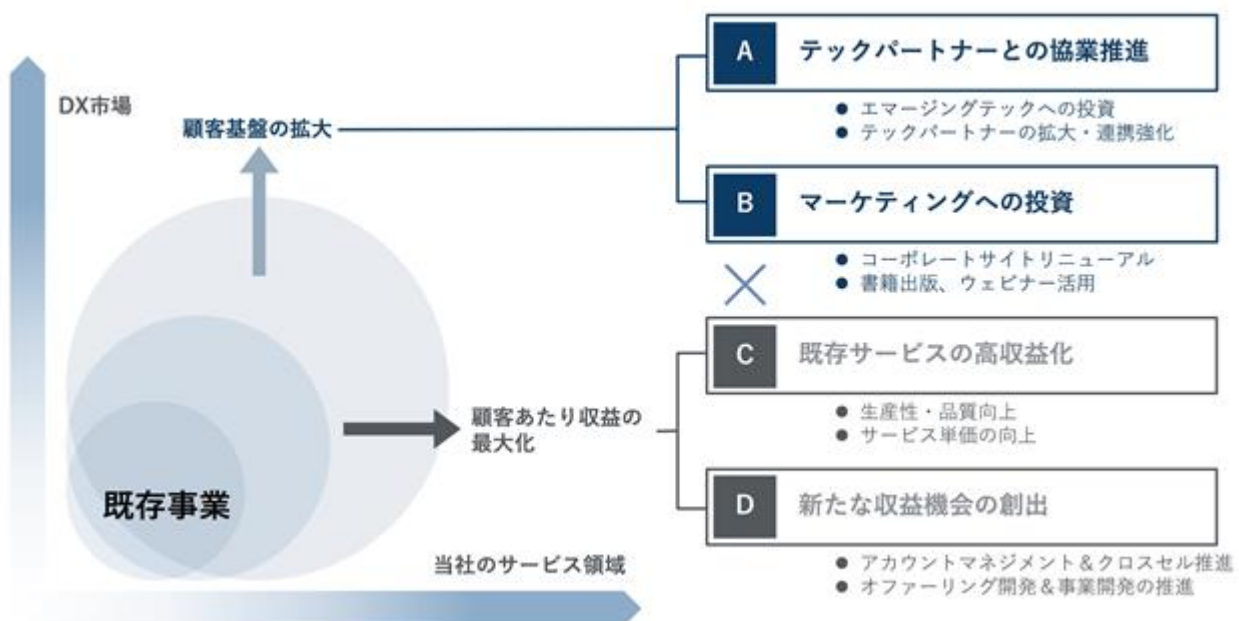 DX市場
顧客基盤の拡大
既存事業
顧客あたり収益の
最大化
当社のサービス領域
A
テックパートナーとの協業推進
● エマージングテックへの投資
● テックパートナーの拡大・連携強化
B
マーケティングへの投資
● コーポレートサイトリニューアル
● 書籍出版、ウェビナー活用
C
既存サービスの高収益化
● 生産性・品質向上
● サービス単価の向上
D
新たな収益機会の創出
● アカウントマネジメント＆クロスセル推進
● オファーリング開発＆事業開発の推進